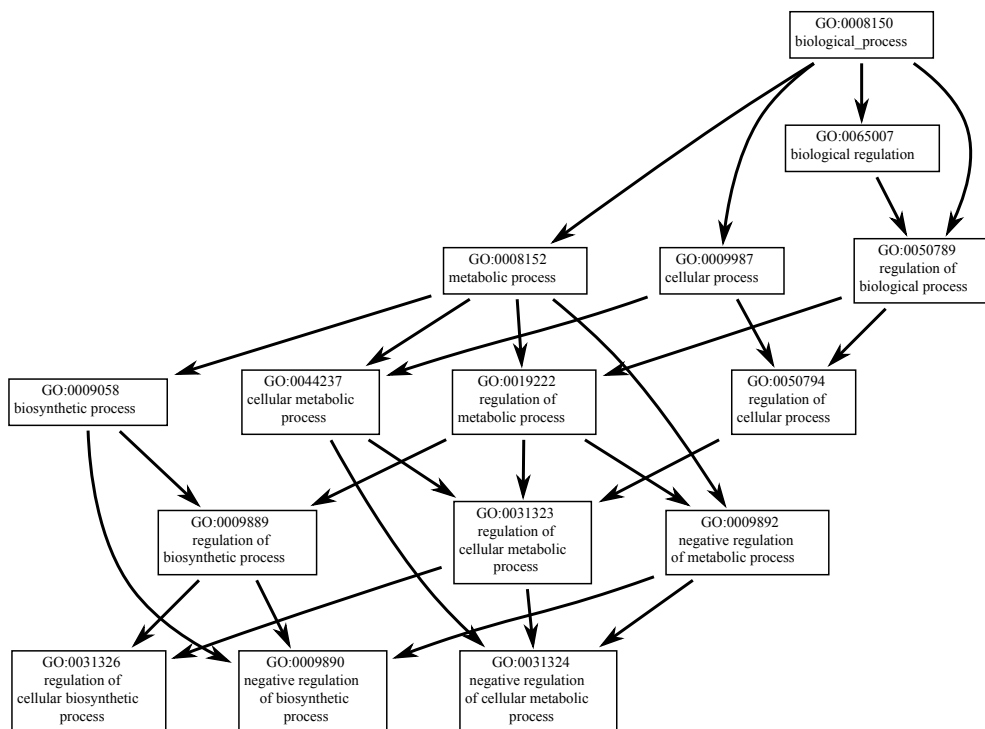 GO:0008150
biological_process
GO:0065007
biological regulation
GO:0008152
metabolic process
GO:0009987
cellular process
GO:0050789
regulation of
biological process
GO:0009058
biosynthetic process
GO:0044237
cellular metabolic
process
GO:0019222
regulation of
metabolic process
GO:0050794
regulation of
cellular process
GO:0009889
regulation of
biosynthetic process
GO:0031323
regulation of
cellular metabolic
process
GO:0009892
negative regulation
of metabolic process
GO:0031326
regulation of
cellular biosynthetic
process
GO:0009890
negative regulation
of biosynthetic
process
GO:0031324
negative regulation
of cellular metabolic
process